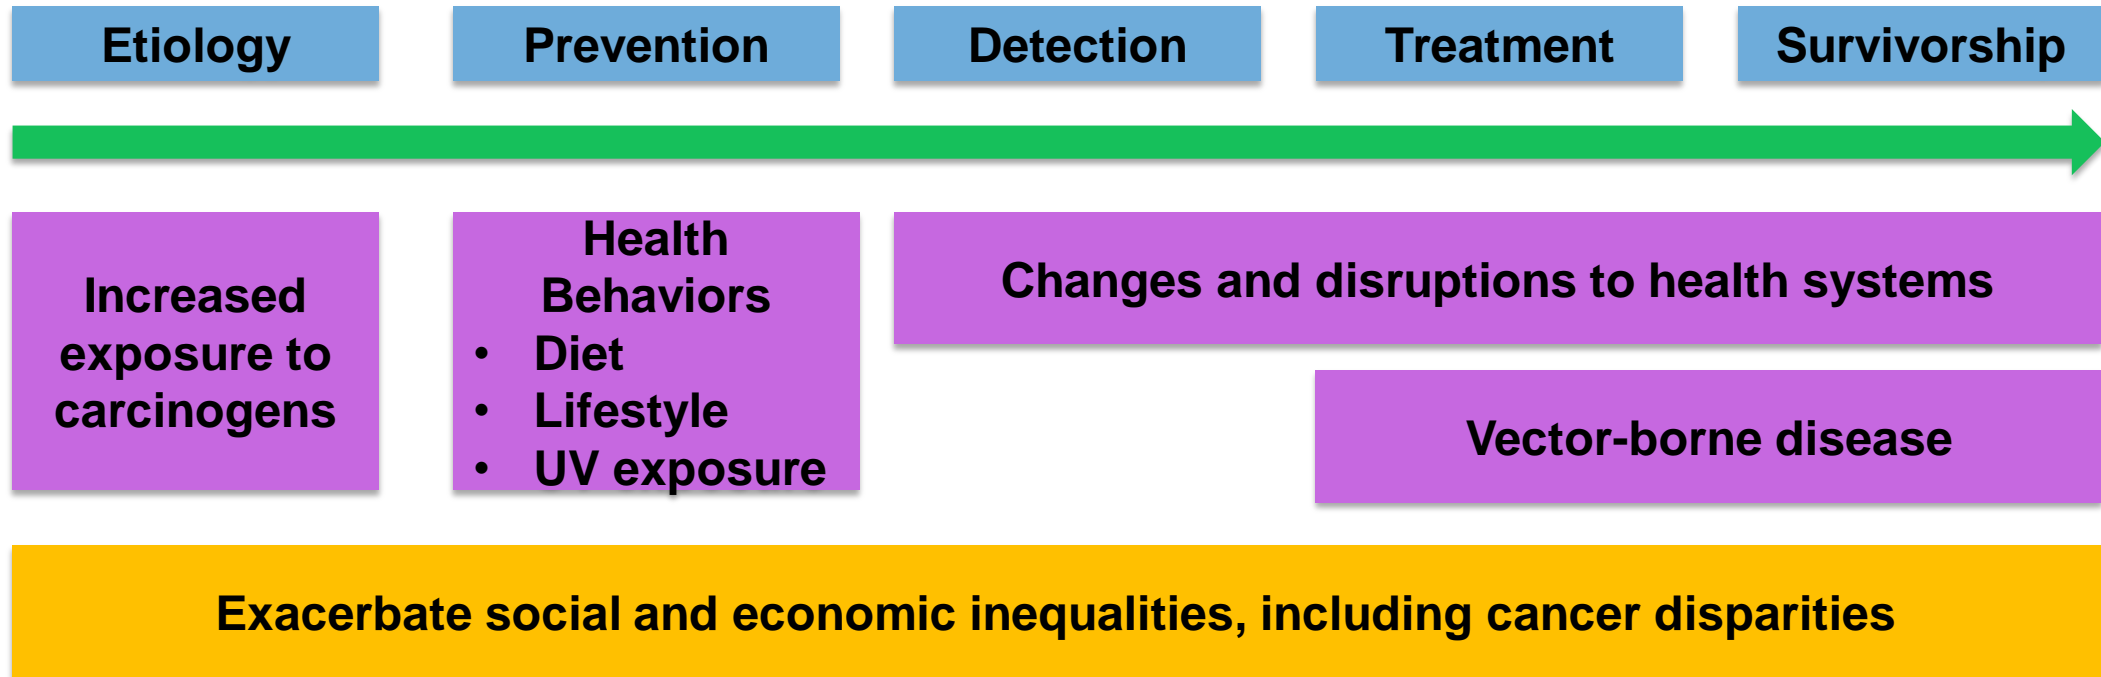 Etiology
Prevention
Detection
Treatment
Survivorship
Increased
exposure to
carcinogens
Health
Behaviors
• Diet
• Lifestyle
• UV exposure
Changes and disruptions to health systems
Vector-borne disease
Exacerbate social and economic inequalities, including cancer disparities